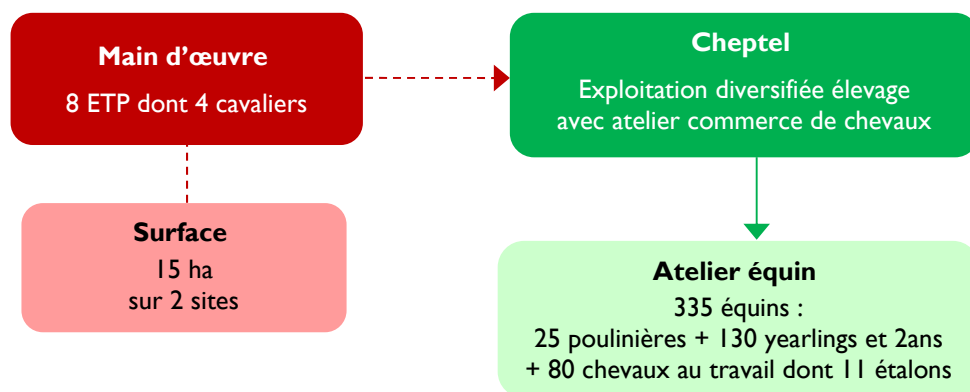 Main d’œuvre
8 ETP dont 4 cavaliers
Cheptel
Exploitation diversifiée élevage
avec atelier commerce de chevaux
Surface
15 ha
sur 2 sites
Atelier équin
335 équins :
25 poulinières + 130 yearlings et 2ans
+ 80 chevaux au travail dont 11 étalons